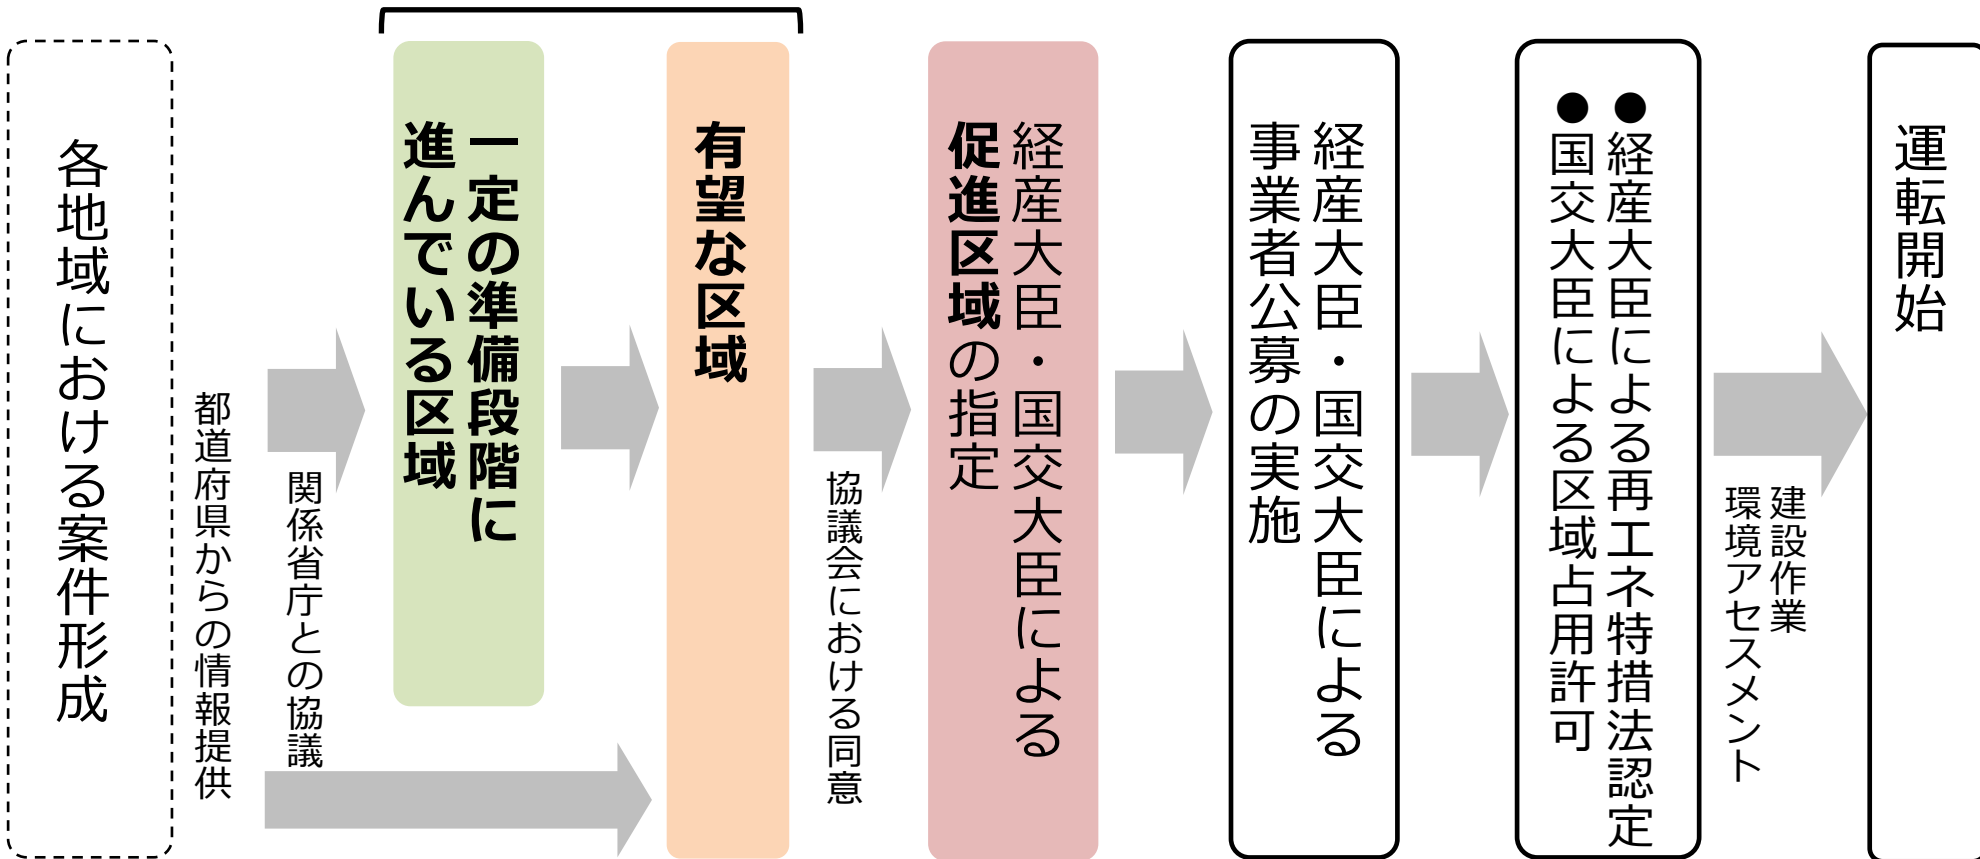 各地域における案件形成
都道府県からの情報提供
関係省庁との協議
一定の準備段階に
進んでいる区域
有望な区域
協議会における同意
経産大臣・国交大臣による
促進区域の指定
経産大臣・国交大臣による
事業者公募の実施
●経産大臣による再エネ特措法認定
●国交大臣による区域占用許可
建設作業
環境アセスメント
運転開始